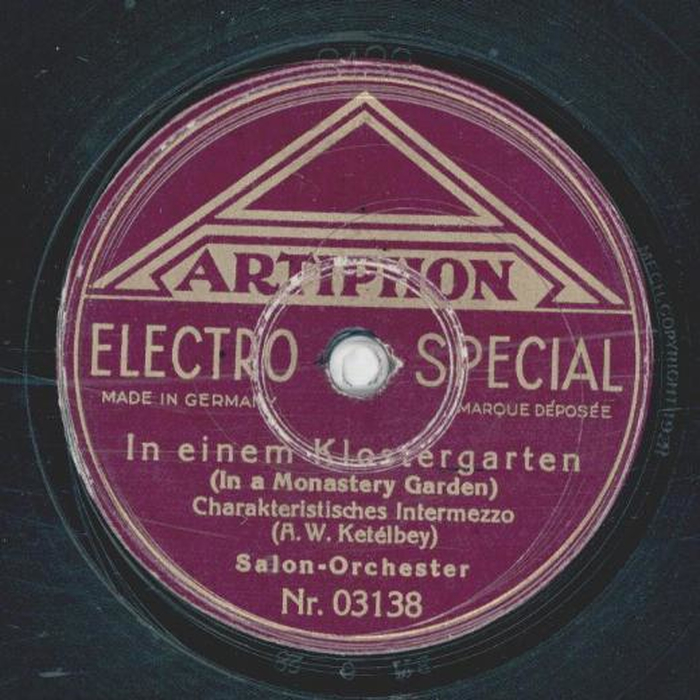 ARTIPHON
ELECTRO SPECIAL
MADE IN GERMANY MARQUE DÉPOSÉE
In einem Klostergarten
(In a Monastery Garden)
Charakteristisches Intermezzo
(A. W. Ketélbey)
Salon-Orchester
Nr. 03138